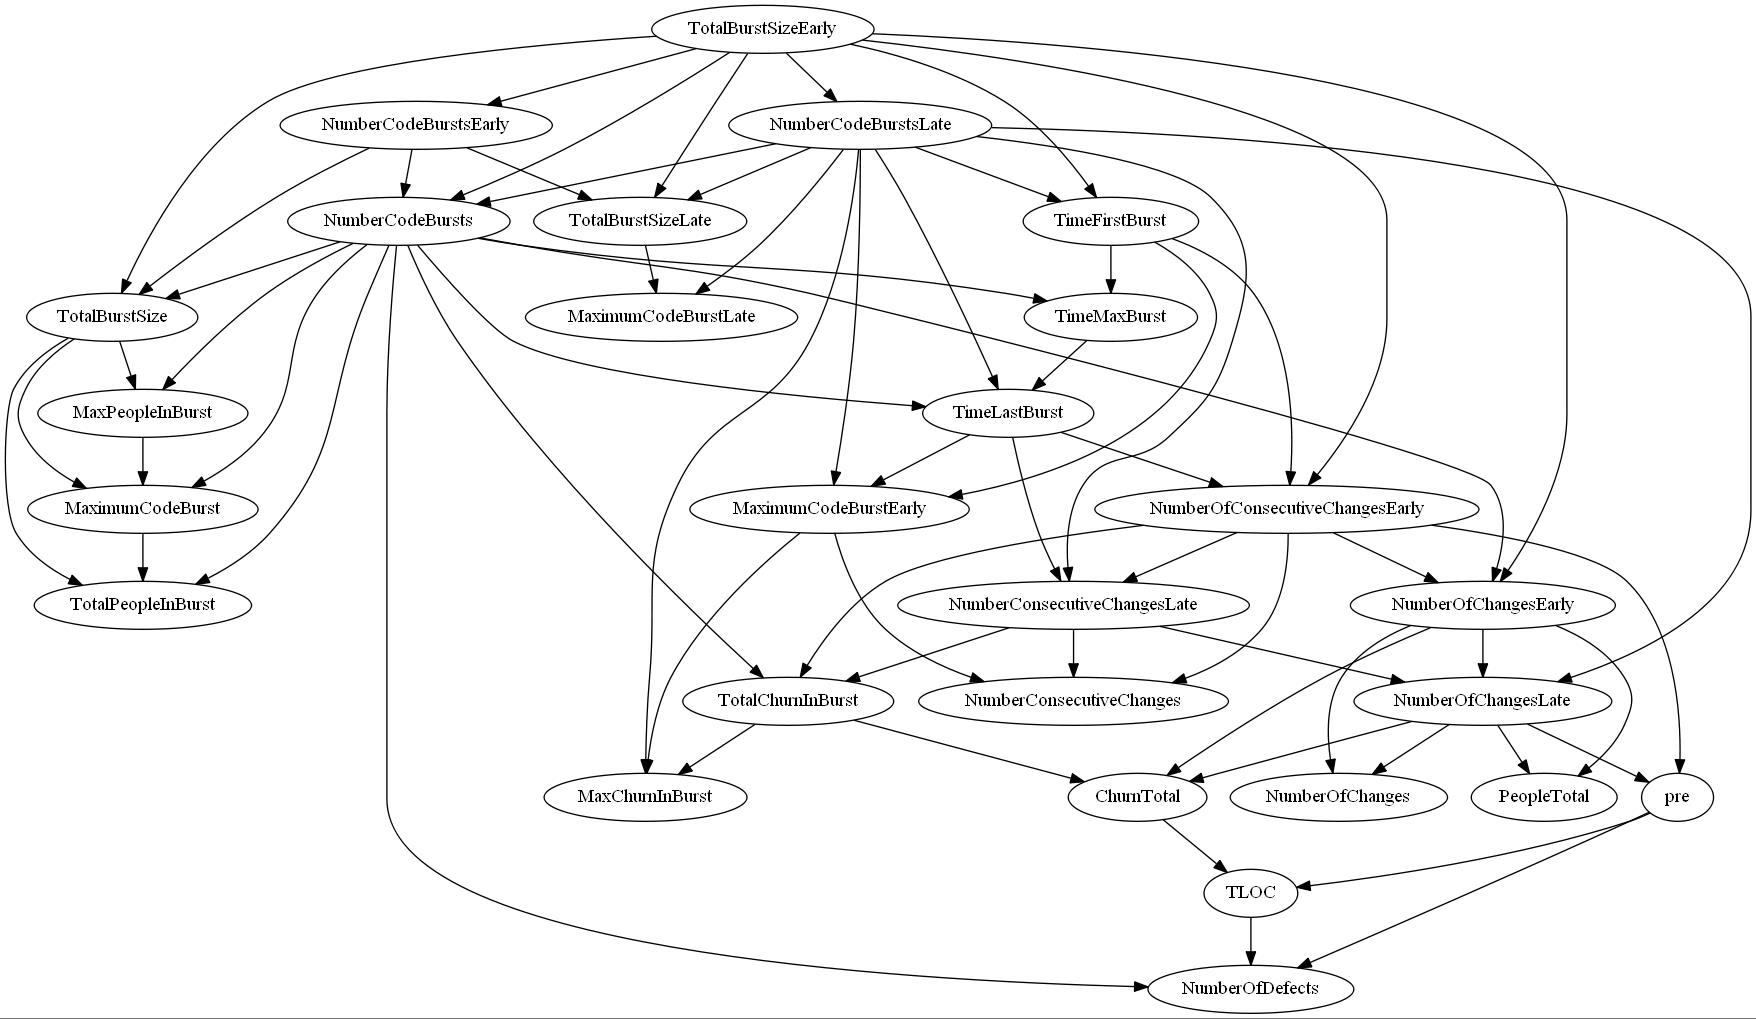 TotalBurstSizeEarly
NumberCodeBurstsEarly
NumberCodeBurstsLate
NumberCodeBursts
TotalBurstSizeLate
TimeFirstBurst
TotalBurstSize
MaximumCodeBurstLate
TimeMaxBurst
MaxPeopleInBurst
TimeLastBurst
MaximumCodeBurst
MaximumCodeBurstEarly
NumberOfConsecutiveChangesEarly
TotalPeopleInBurst
NumberConsecutiveChangesLate
NumberOfChangesEarly
TotalChurnInBurst
NumberConsecutiveChanges
NumberOfChangesLate
MaxChurnInBurst
ChurnTotal
NumberOfChanges
PeopleTotal
pre
TLOC
NumberOfDefects